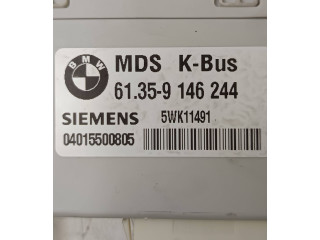 BMW
MDS K-Bus
61.35-9 146 244
SIEMENS 5WK11491
04015500805